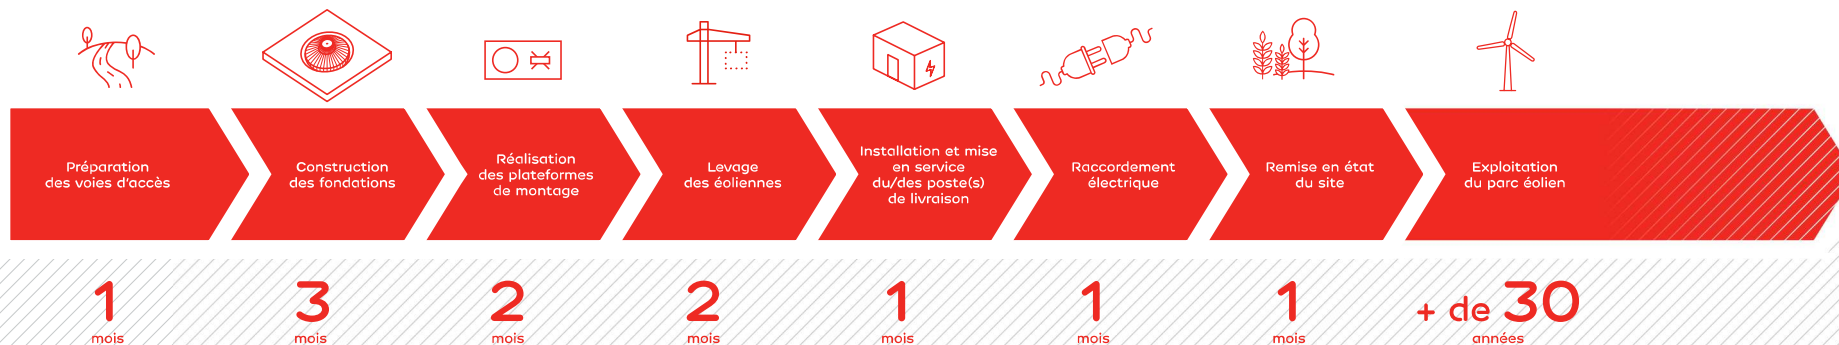 Préparation
des voies d'accès
Construction
des fondations
Réalisation
des plateformes
de montage
Levage
des éoliennes
Installation et mise
en service
du/des poste(s)
de livraison
Raccordement
électrique
Remise en état
du site
Exploitation
du parc éolien
1
mois
3
mois
2
mois
2
mois
1
mois
1
mois
1
mois
+ de 30
années